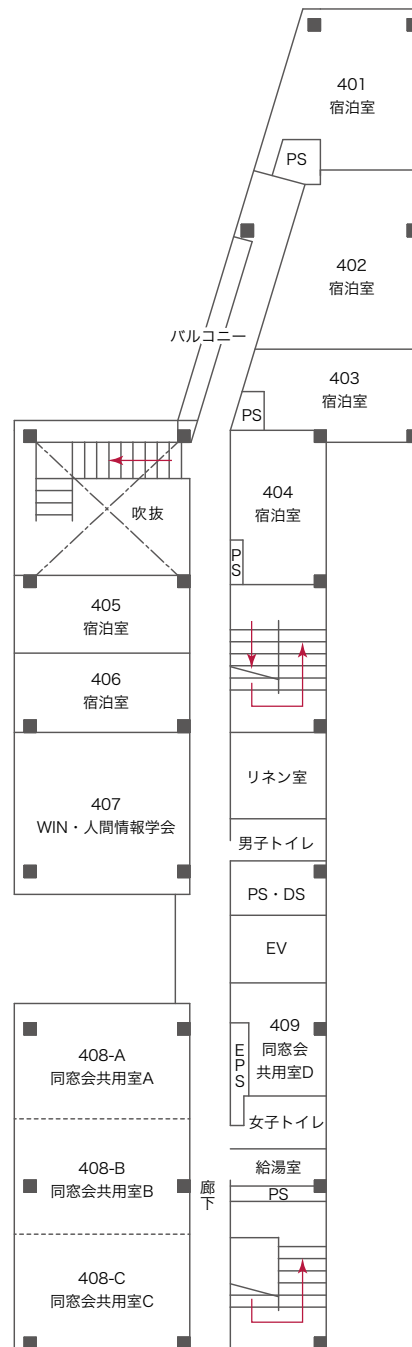 401
宿泊室
PS
402
宿泊室
バルコニー
403
宿泊室
PS
404
宿泊室
吹抜
PS
405
宿泊室
406
宿泊室
リネン室
407
WIN・人間情報学会
男子トイレ
PS・DS
EV
408-A
同窓会共用室A
409
同窓会
共用室D
EPS
女子トイレ
408-B
同窓会共用室B
給湯室
PS
廊下
408-C
同窓会共用室C